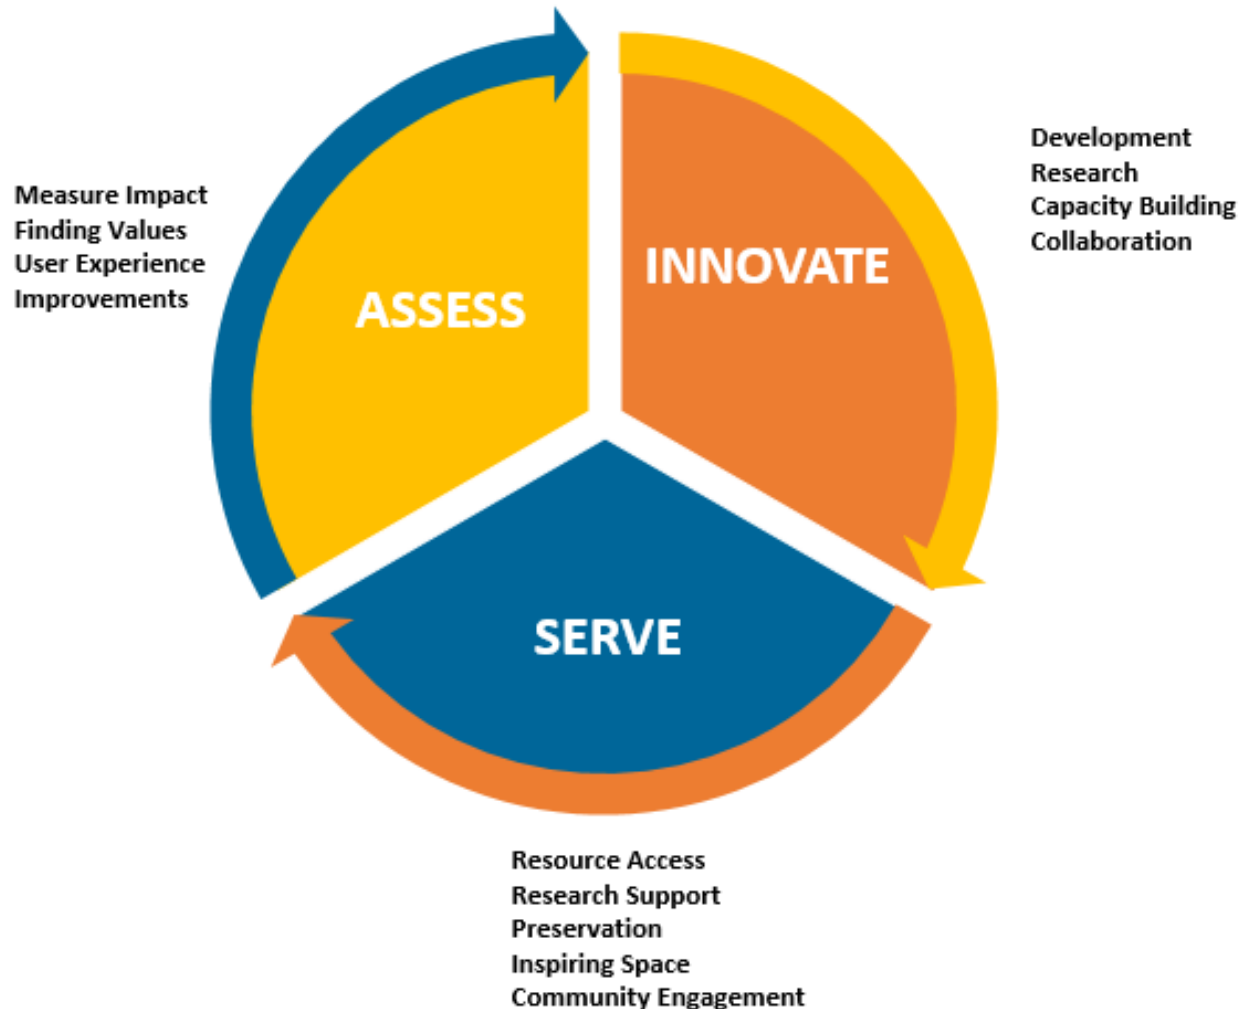 Measure Impact
Finding Values
User Experience
Improvements
ASSESS
INNOVATE
Development
Research
Capacity Building
Collaboration
SERVE
Resource Access
Research Support
Preservation
Inspiring Space
Community Engagement